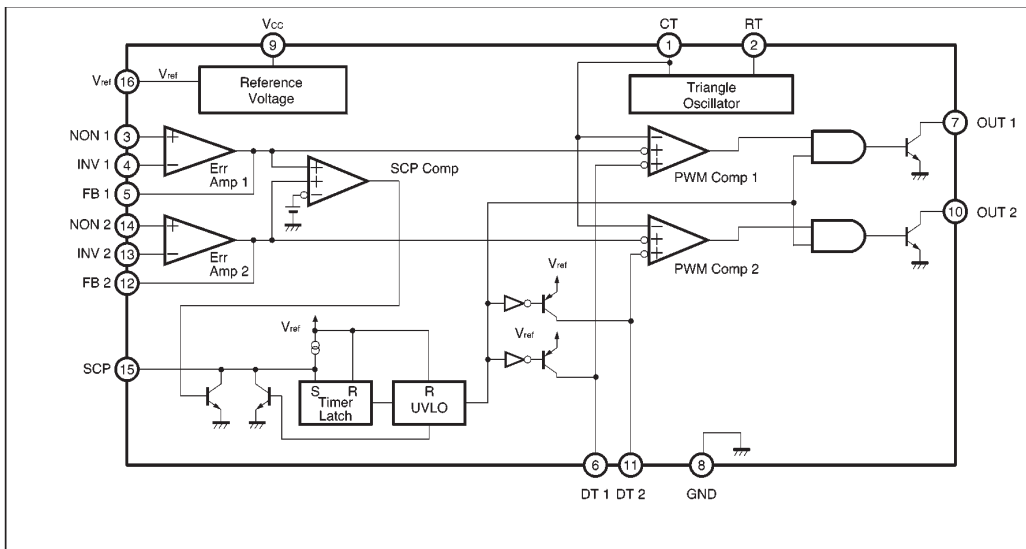 Vcc
9
CT
1
RT
2
Vref 16
Vref
Reference
Voltage
Triangle
Oscillator
NON 1 3
+
INV 1 4
−
Err
Amp 1
FB 1 5
+
+
−
SCP Comp
−
+
+
PWM Comp 1
7 OUT 1
NON 2 14
+
INV 2 13
−
Err
Amp 2
FB 2 12
−
+
+
PWM Comp 2
10 OUT 2
Vref
Vref
Vref
SCP 15
S R
Timer
Latch
R
UVLO
6
DT 1
11
DT 2
8
GND